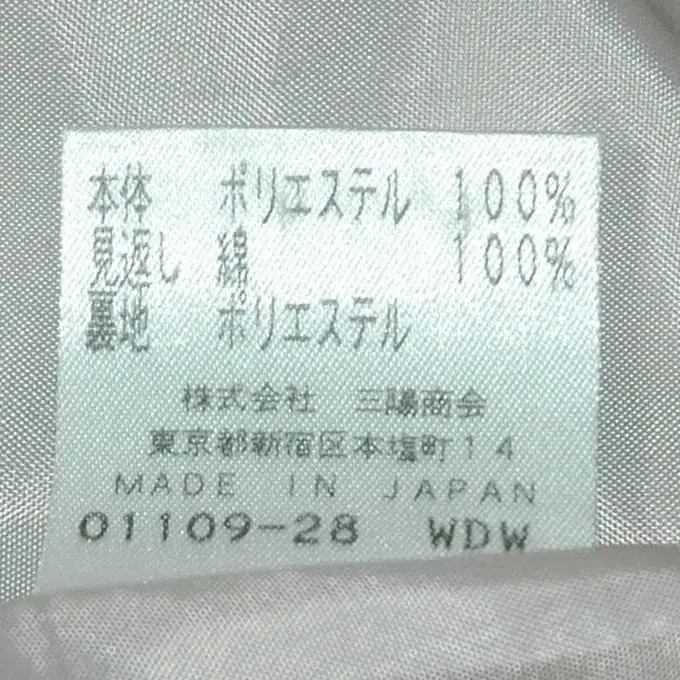 本体 ポリエステル 100%
見返し 綿 100%
裏地 ポリエステル
株式会社 三陽商会
東京都新宿区本塩町14
MADE IN JAPAN
01109-28 WDW